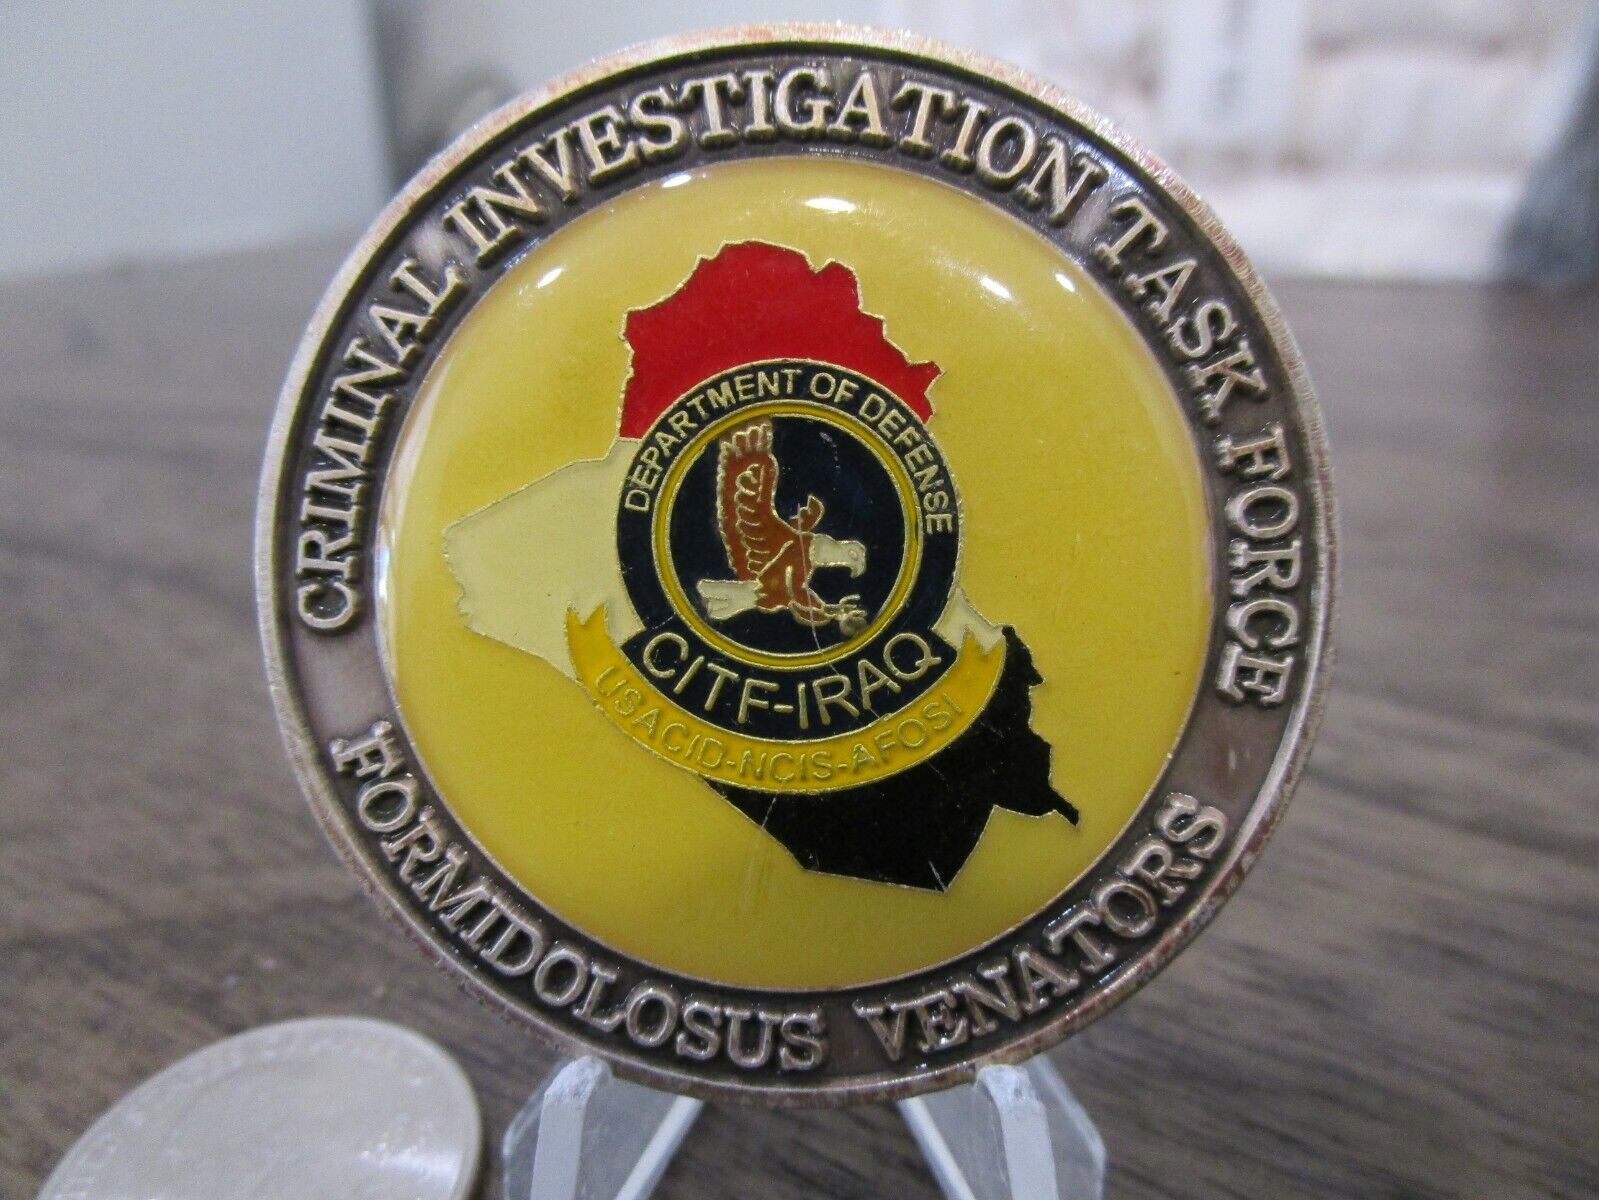 CRIMINAL INVESTIGATION TASK FORCE
DEPARTMENT OF DEFENSE
CITF-IRAQ
USACID-NCIS-AFOSI
FORMIDOLOSUS VENATORS